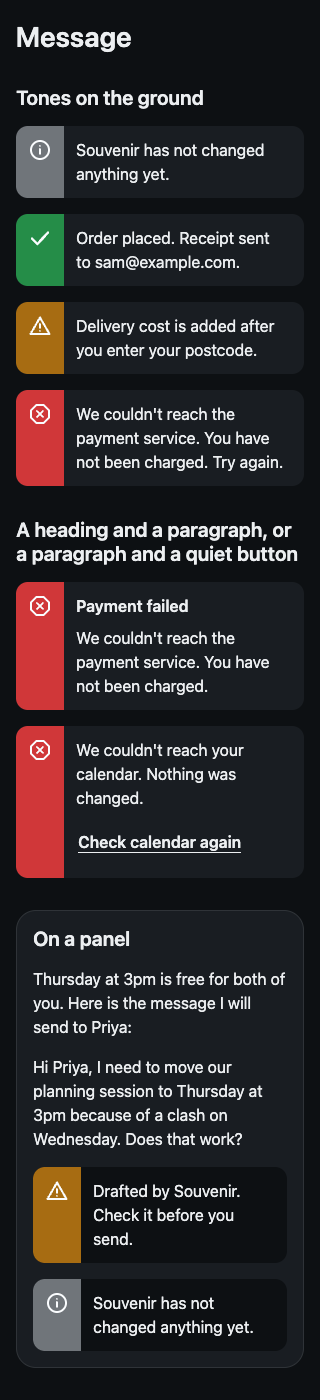 Message
Tones on the ground
Souvenir has not changed
anything yet.
Order placed. Receipt sent
to sam@example.com.
Delivery cost is added after
you enter your postcode.
We couldn't reach the
payment service. You have
not been charged. Try again.
A heading and a paragraph, or
a paragraph and a quiet button
Payment failed
We couldn't reach the
payment service. You have
not been charged.
We couldn't reach your
calendar. Nothing was
changed.
Check calendar again
On a panel
Thursday at 3pm is free for both of
you. Here is the message I will
send to Priya:
Hi Priya, I need to move our
planning session to Thursday at
3pm because of a clash on
Wednesday. Does that work?
Drafted by Souvenir.
Check it before you
send.
Souvenir has not
changed anything yet.